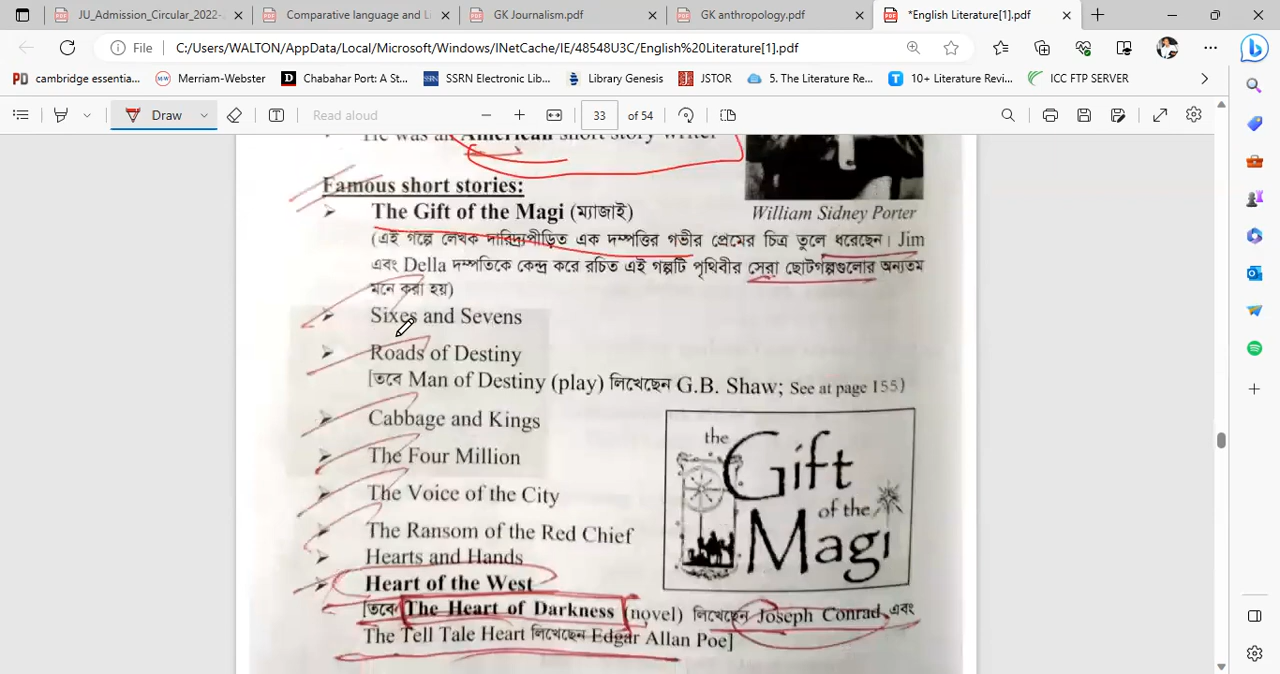 JU_Admission_Circular_2022-
Comparative language and Li
GK Journalism.pdf
GK anthropology.pdf
*English Literature[1].pdf
File
C:/Users/WALTON/AppData/Local/Microsoft/Windows/INetCache/IE/48548U3C/English%20Literature[1].pdf
cambridge essentia...
Merriam-Webster
Chabahar Port: A St...
SSRN Electronic Lib...
Library Genesis
JSTOR
5. The Literature Re...
10+ Literature Revi...
ICC FTP SERVER
Draw
Read aloud
33 of 54
He was an American short story writer
Famous short stories:
The Gift of the Magi (ম্যাজাই)
William Sidney Porter
(এই গল্পে লেখক দারিদ্র্যপীড়িত এক দম্পত্তির গভীর প্রেমের চিত্র তুলে ধরেছেন। Jim
এবং Della দম্পতিকে কেন্দ্র করে রচিত এই গল্পটি পৃথিবীর সেরা ছোটগল্পগুলোর অন্যতম
মনে করা হয়)
Sixes and Sevens
Roads of Destiny
[তবে Man of Destiny (play) লিখেছেন G.B. Shaw; See at page 155)
Cabbage and Kings
The Four Million
The Voice of the City
The Ransom of the Red Chief
Hearts and Hands
Heart of the West
[তবে The Heart of Darkness (novel) লিখেছেন Joseph Conrad এবং
The Tell Tale Heart লিখেছেন Edgar Allan Poe]
the
Gift
of the
Magi